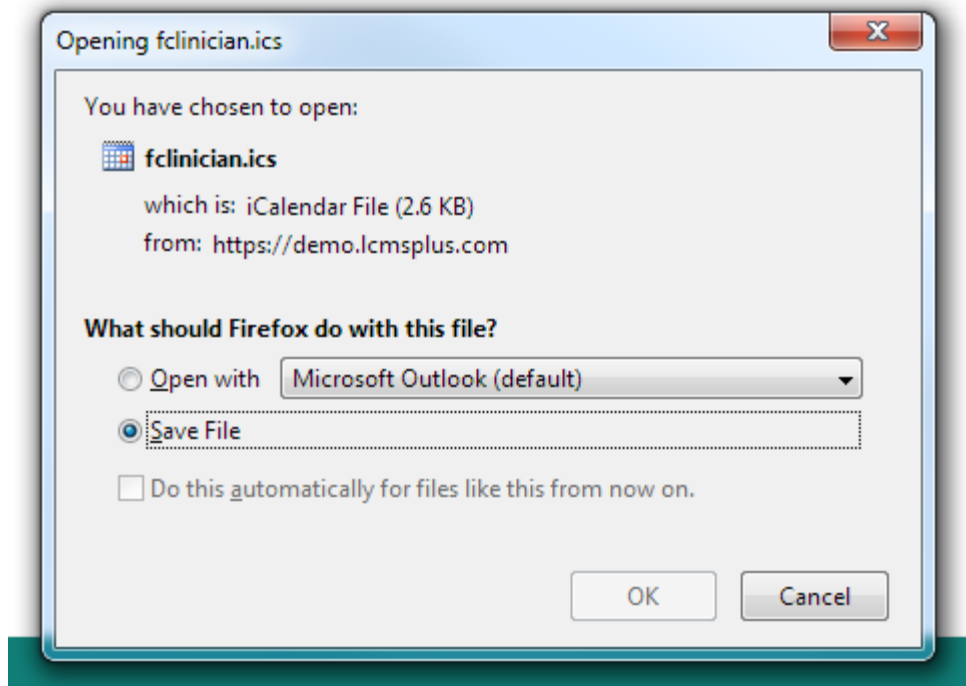 Opening fclinician.ics
You have chosen to open:
fclinician.ics
which is: iCalendar File (2.6 KB)
from: https://demo.lcmsplus.com
What should Firefox do with this file?
Open with Microsoft Outlook (default)
Save File
Do this automatically for files like this from now on.
OK Cancel